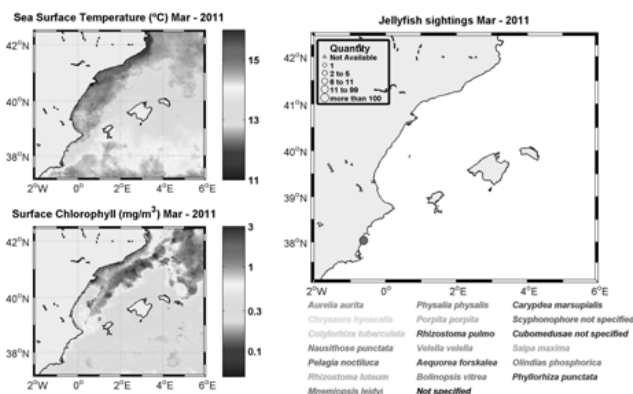 Sea Surface Temperature (ºC) Mar - 2011
42°N
40°N
38°N
2°W 0° 2°E 4°E 6°E
15
13
11
Surface Chlorophyll (mg/m³) Mar - 2011
42°N
40°N
38°N
2°W 0° 2°E 4°E 6°E
3
1
0.3
0.1
Jellyfish sightings Mar - 2011
Quantity
Not Available
1
2 to 5
6 to 11
11 to 99
more than 100
42°N
41°N
40°N
39°N
38°N
2°W 0° 2°E 4°E 6°E
Aurelia aurita Physalia physalis Carypdea marsupialis
Chrysaora hyoscella Porpita porpita Scyphonophore not specified
Cotylorhiza tuberculata Rhizostoma pulmo Cubomedusae not specified
Nausithoe punctata Velella velella Salpa maxima
Pelagia noctiluca Aequorea forskalea Olindias phosphorica
Rhizostoma luteum Bolinopsis vitrea Phyllorhiza punctata
Mnemiopsis leidyi Not specified